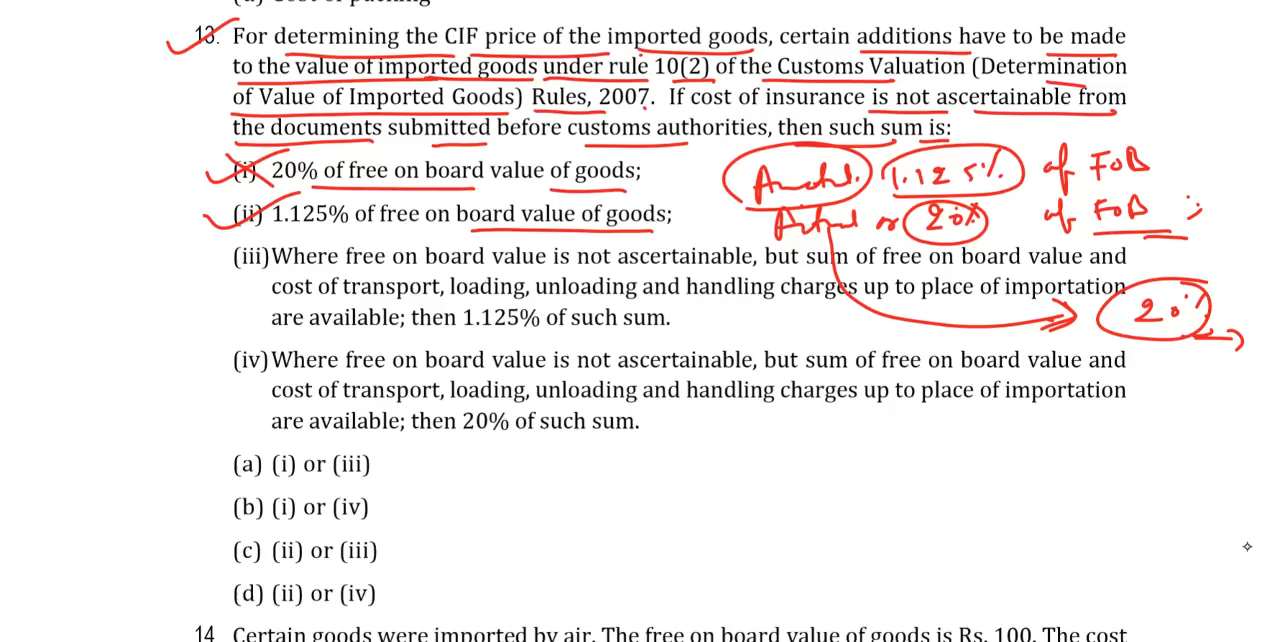 (d) Cost of packing
13. For determining the CIF price of the imported goods, certain additions have to be made
to the value of imported goods under rule 10(2) of the Customs Valuation (Determination
of Value of Imported Goods) Rules, 2007. If cost of insurance is not ascertainable from
the documents submitted before customs authorities, then such sum is:
(i) 20% of free on board value of goods;
1.125% of FOB
(ii) 1.125% of free on board value of goods;
Actual or 20% of FOB
(iii) Where free on board value is not ascertainable, but sum of free on board value and
cost of transport, loading, unloading and handling charges up to place of importation
are available; then 1.125% of such sum.
20%
(iv) Where free on board value is not ascertainable, but sum of free on board value and
cost of transport, loading, unloading and handling charges up to place of importation
are available; then 20% of such sum.
(a) (i) or (iii)
(b) (i) or (iv)
(c) (ii) or (iii)
(d) (ii) or (iv)
14. Certain goods were imported by air. The free on board value of goods is Rs. 100. The cost